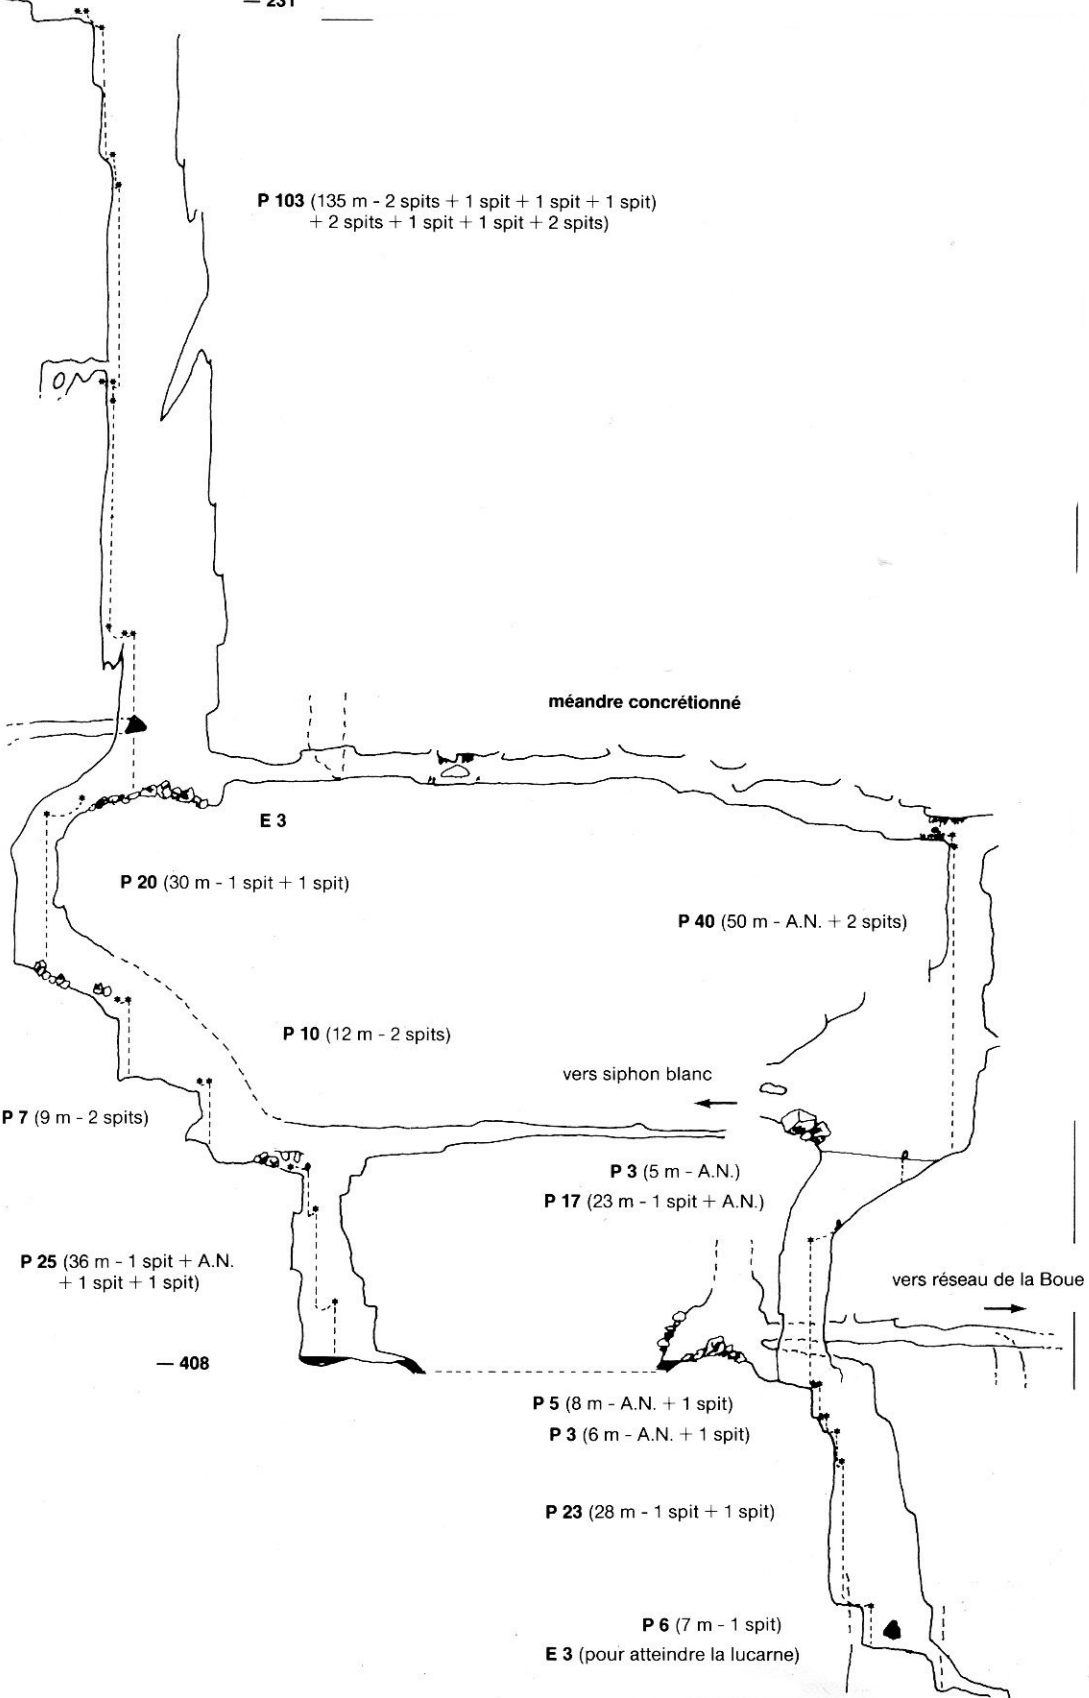 — 231
P 103 (135 m - 2 spits + 1 spit + 1 spit + 1 spit)
+ 2 spits + 1 spit + 1 spit + 2 spits)
méandre concrétionné
E 3
P 20 (30 m - 1 spit + 1 spit)
P 40 (50 m - A.N. + 2 spits)
P 10 (12 m - 2 spits)
vers siphon blanc
P 7 (9 m - 2 spits)
P 3 (5 m - A.N.)
P 17 (23 m - 1 spit + A.N.)
P 25 (36 m - 1 spit + A.N.
+ 1 spit + 1 spit)
vers réseau de la Boue
— 408
P 5 (8 m - A.N. + 1 spit)
P 3 (6 m - A.N. + 1 spit)
P 23 (28 m - 1 spit + 1 spit)
P 6 (7 m - 1 spit)
E 3 (pour atteindre la lucarne)